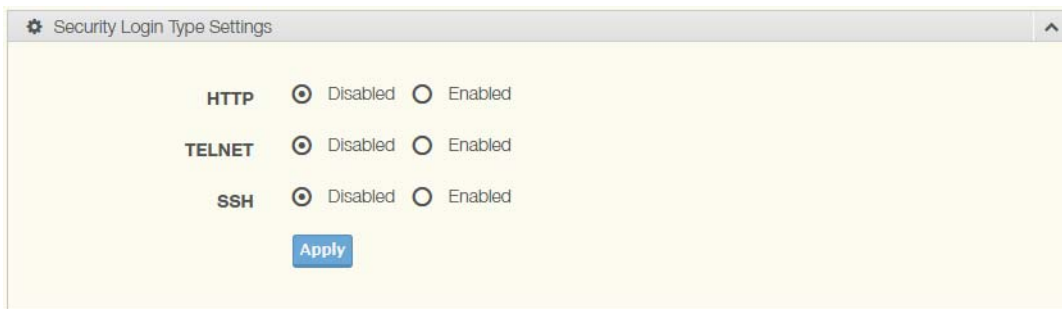 Security Login Type Settings
HTTP Disabled Enabled
TELNET Disabled Enabled
SSH Disabled Enabled
Apply